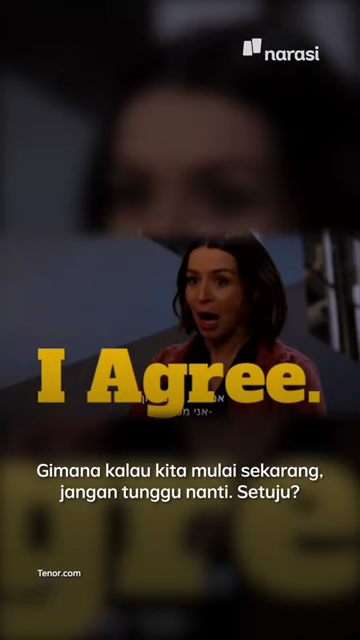 narasi
I Agree.
Gimana kalau kita mulai sekarang,
jangan tunggu nanti. Setuju?
Tenor.com